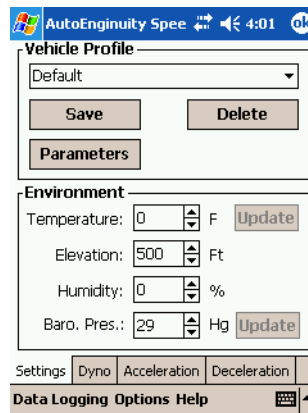 AutoEnginuity Spee 4:01 ok
Vehicle Profile
Default
Save Delete
Parameters
Environment
Temperature: 0 F Update
Elevation: 500 Ft
Humidity: 0 %
Baro. Pres.: 29 Hg Update
Settings Dyno Acceleration Deceleration
Data Logging Options Help